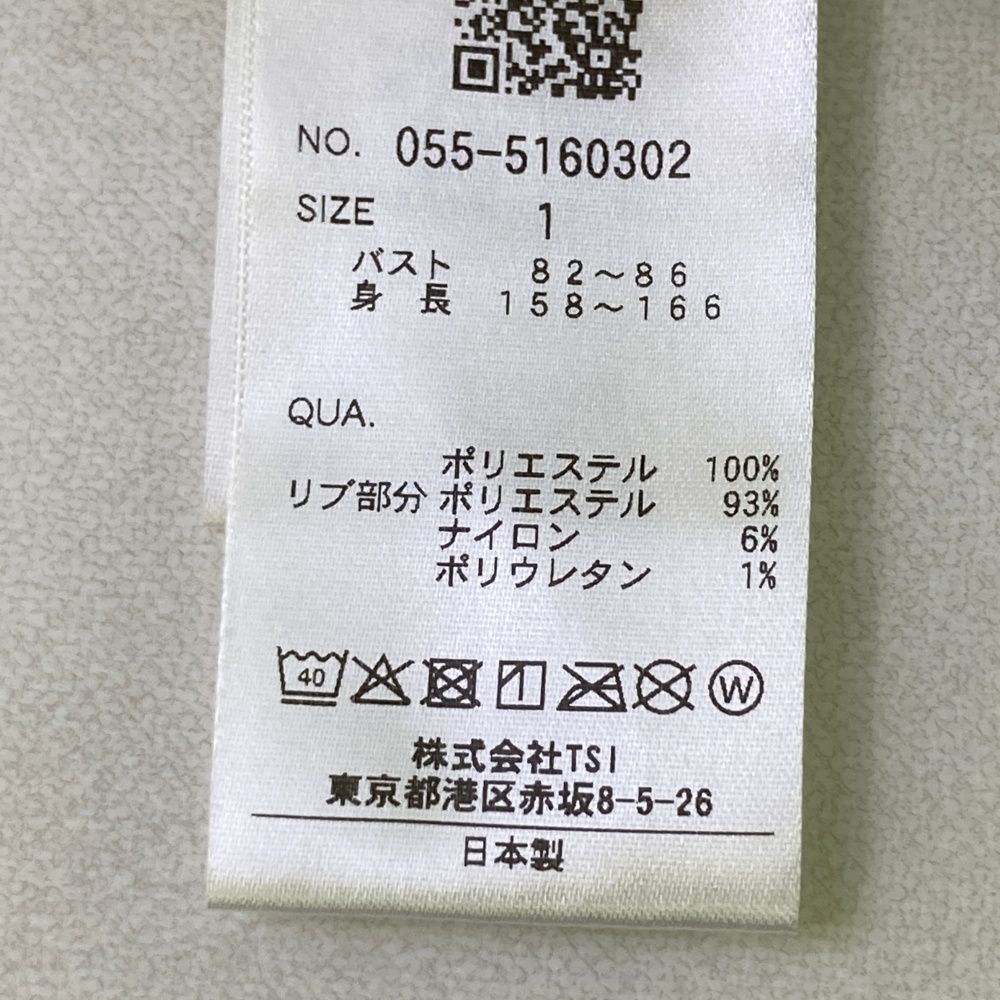 NO. 055-5160302
SIZE 1
バスト 82～86
身長 158～166
QUA.
ポリエステル 100%
リブ部分 ポリエステル 93%
ナイロン 6%
ポリウレタン 1%
40 W
株式会社TSI
東京都港区赤坂8-5-26
日本製